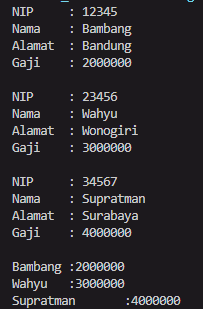 NIP     : 12345
Nama    : Bambang
Alamat  : Bandung
Gaji    : 2000000

NIP     : 23456
Nama    : Wahyu
Alamat  : Wonogiri
Gaji    : 3000000

NIP     : 34567
Nama    : Supratman
Alamat  : Surabaya
Gaji    : 4000000

Bambang :2000000
Wahyu   :3000000
Supratman       :4000000